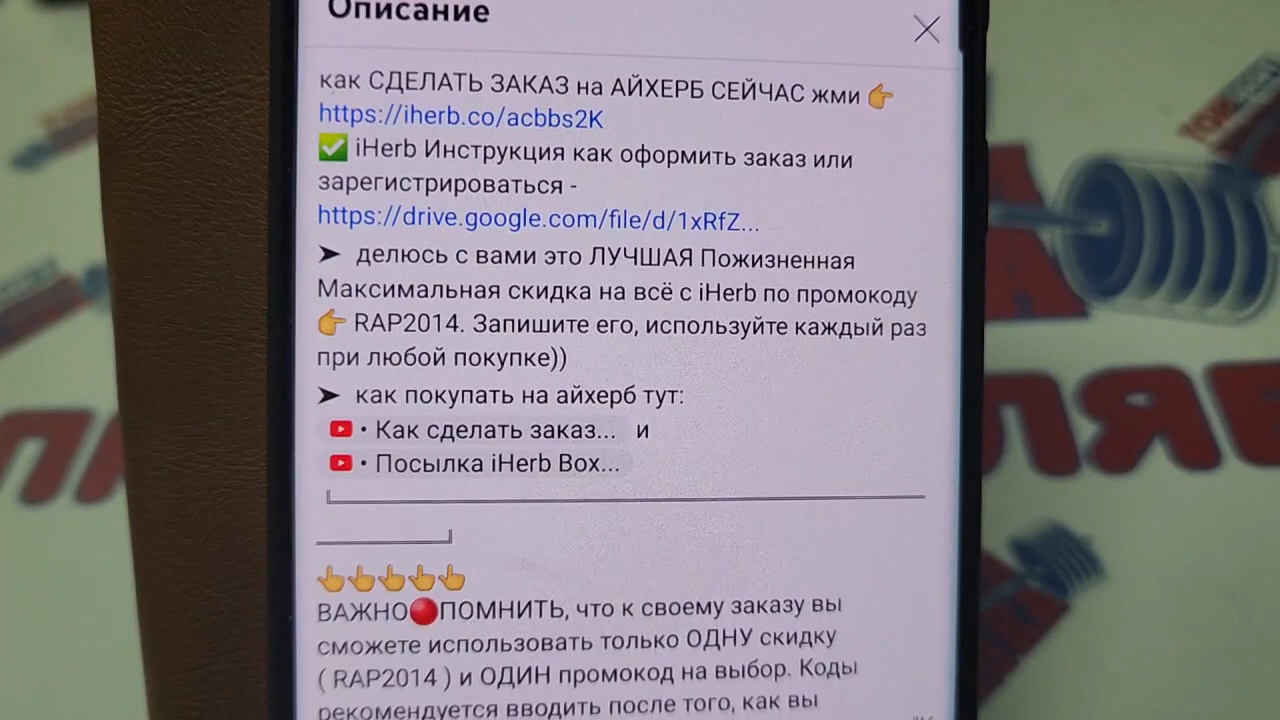 Описание
как СДЕЛАТЬ ЗАКАЗ на АЙХЕРБ СЕЙЧАС жми 👉
https://iherb.co/acbbs2K
✅ iHerb Инструкция как оформить заказ или
зарегистрироваться -
https://drive.google.com/file/d/1xRfZ...
➤ делюсь с вами это ЛУЧШАЯ Пожизненная
Максимальная скидка на всё с iHerb по промокоду
👉 RAP2014. Запишите его, используйте каждый раз
при любой покупке))
➤ как покупать на айхерб тут:
• Как сделать заказ... и
• Посылка iHerb Box...
👆👆👆👆👆
ВАЖНО🔴ПОМНИТЬ, что к своему заказу вы
сможете использовать только ОДНУ скидку
( RAP2014 ) и ОДИН промокод на выбор. Коды
рекомендуется вводить после того, как вы